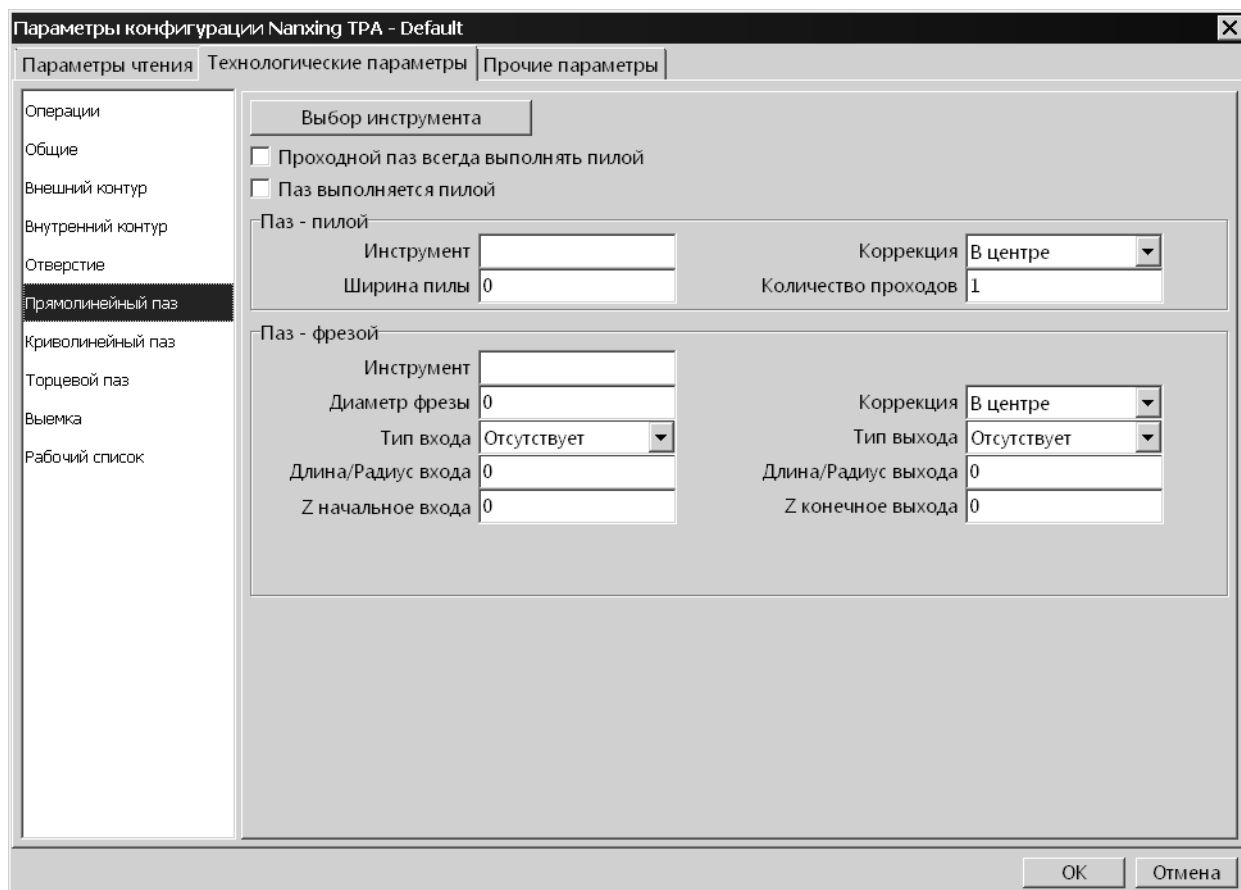 Параметры конфигурации Nanxing TPA - Default
Параметры чтения Технологические параметры Прочие параметры
Операции
Общие
Внешний контур
Внутренний контур
Отверстие
Прямолинейный паз
Криволинейный паз
Торцевой паз
Выемка
Рабочий список
Выбор инструмента
Проходной паз всегда выполнять пилой
Паз выполняется пилой
Паз - пилой
Инструмент Коррекция В центре
Ширина пилы 0 Количество проходов 1
Паз - фрезой
Инструмент
Диаметр фрезы 0 Коррекция В центре
Тип входа Отсутствует Тип выхода Отсутствует
Длина/Радиус входа 0 Длина/Радиус выхода 0
Z начальное входа 0 Z конечное выхода 0
OK Отмена